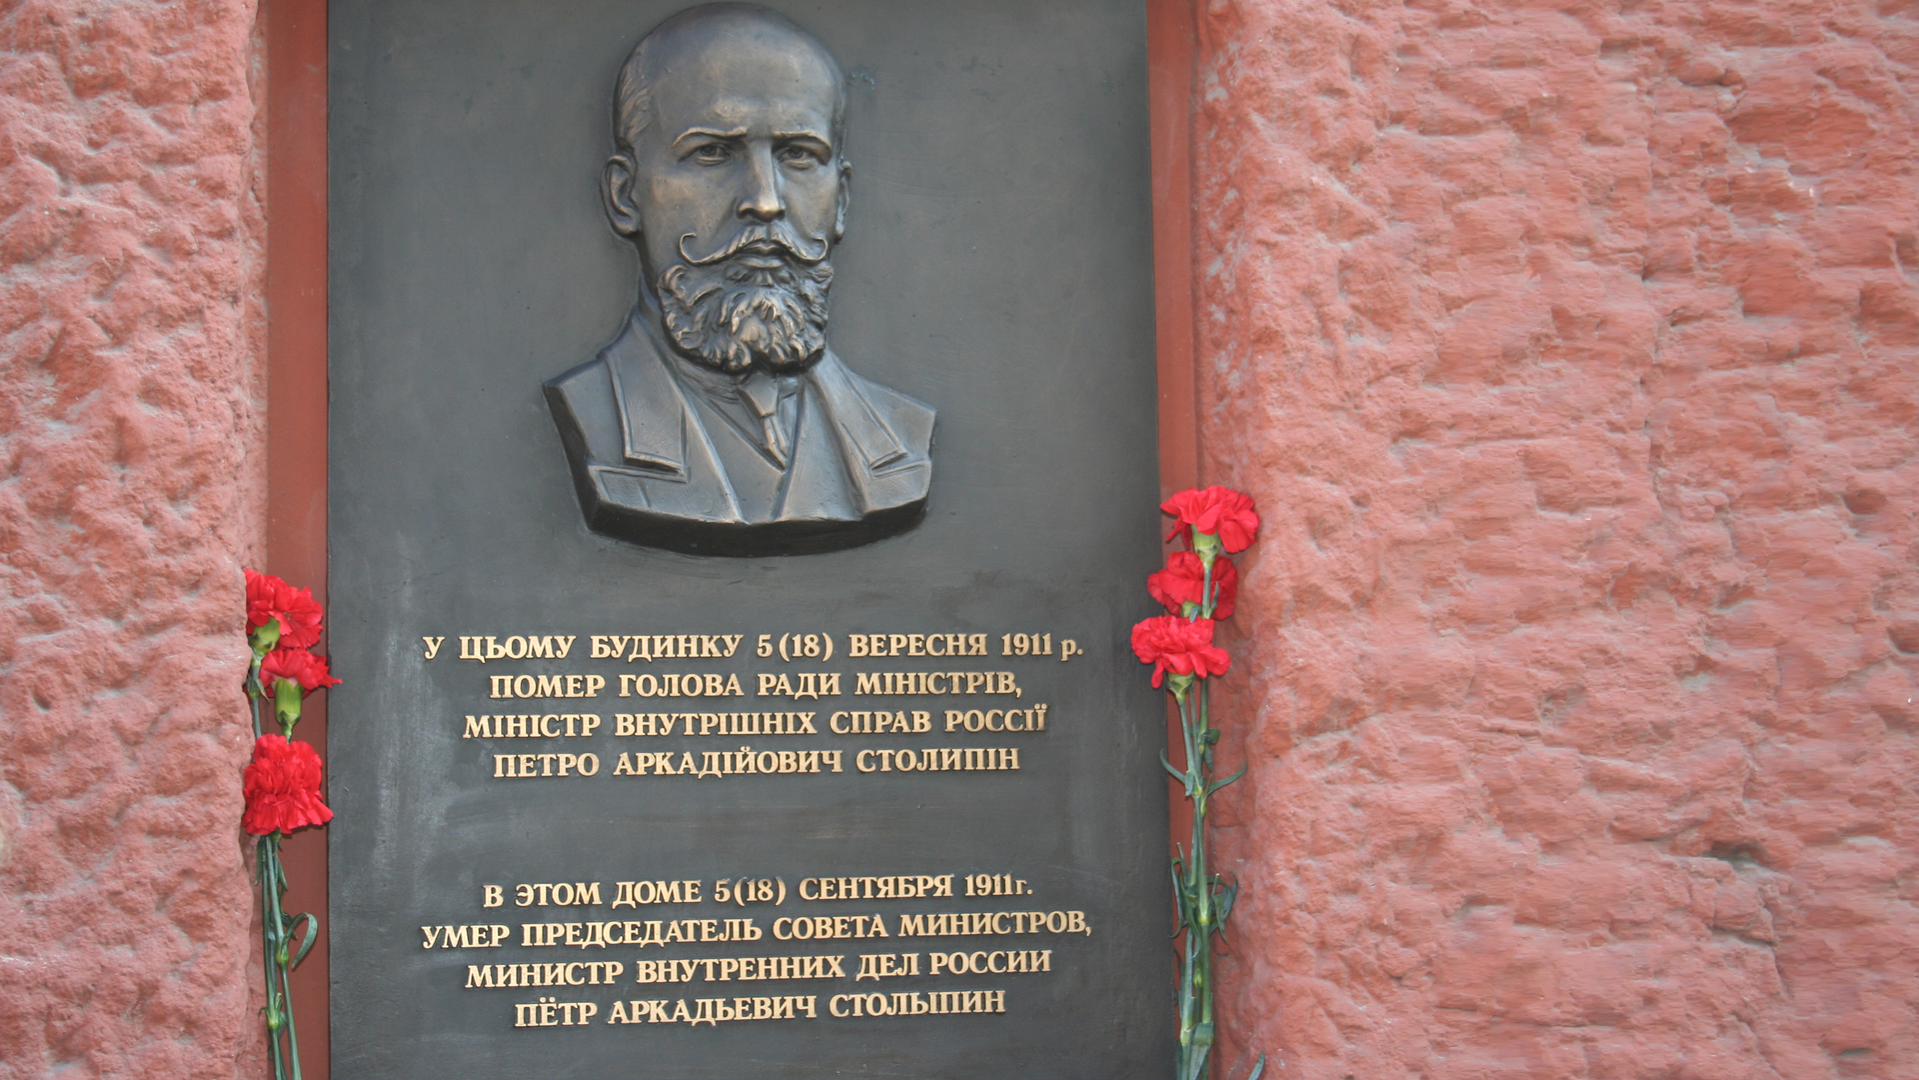 У ЦЬОМУ БУДИНКУ 5 (18) ВЕРЕСНЯ 1911 р.
ПОМЕР ГОЛОВА РАДИ МІНІСТРІВ,
МІНІСТР ВНУТРІШНІХ СПРАВ РОССІЇ
ПЕТРО АРКАДІЙОВИЧ СТОЛИПІН
В ЭТОМ ДОМЕ 5 (18) СЕНТЯБРЯ 1911 г.
УМЕР ПРЕДСЕДАТЕЛЬ СОВЕТА МИНИСТРОВ,
МИНИСТР ВНУТРЕННИХ ДЕЛ РОССИИ
ПЁТР АРКАДЬЕВИЧ СТОЛЫПИН